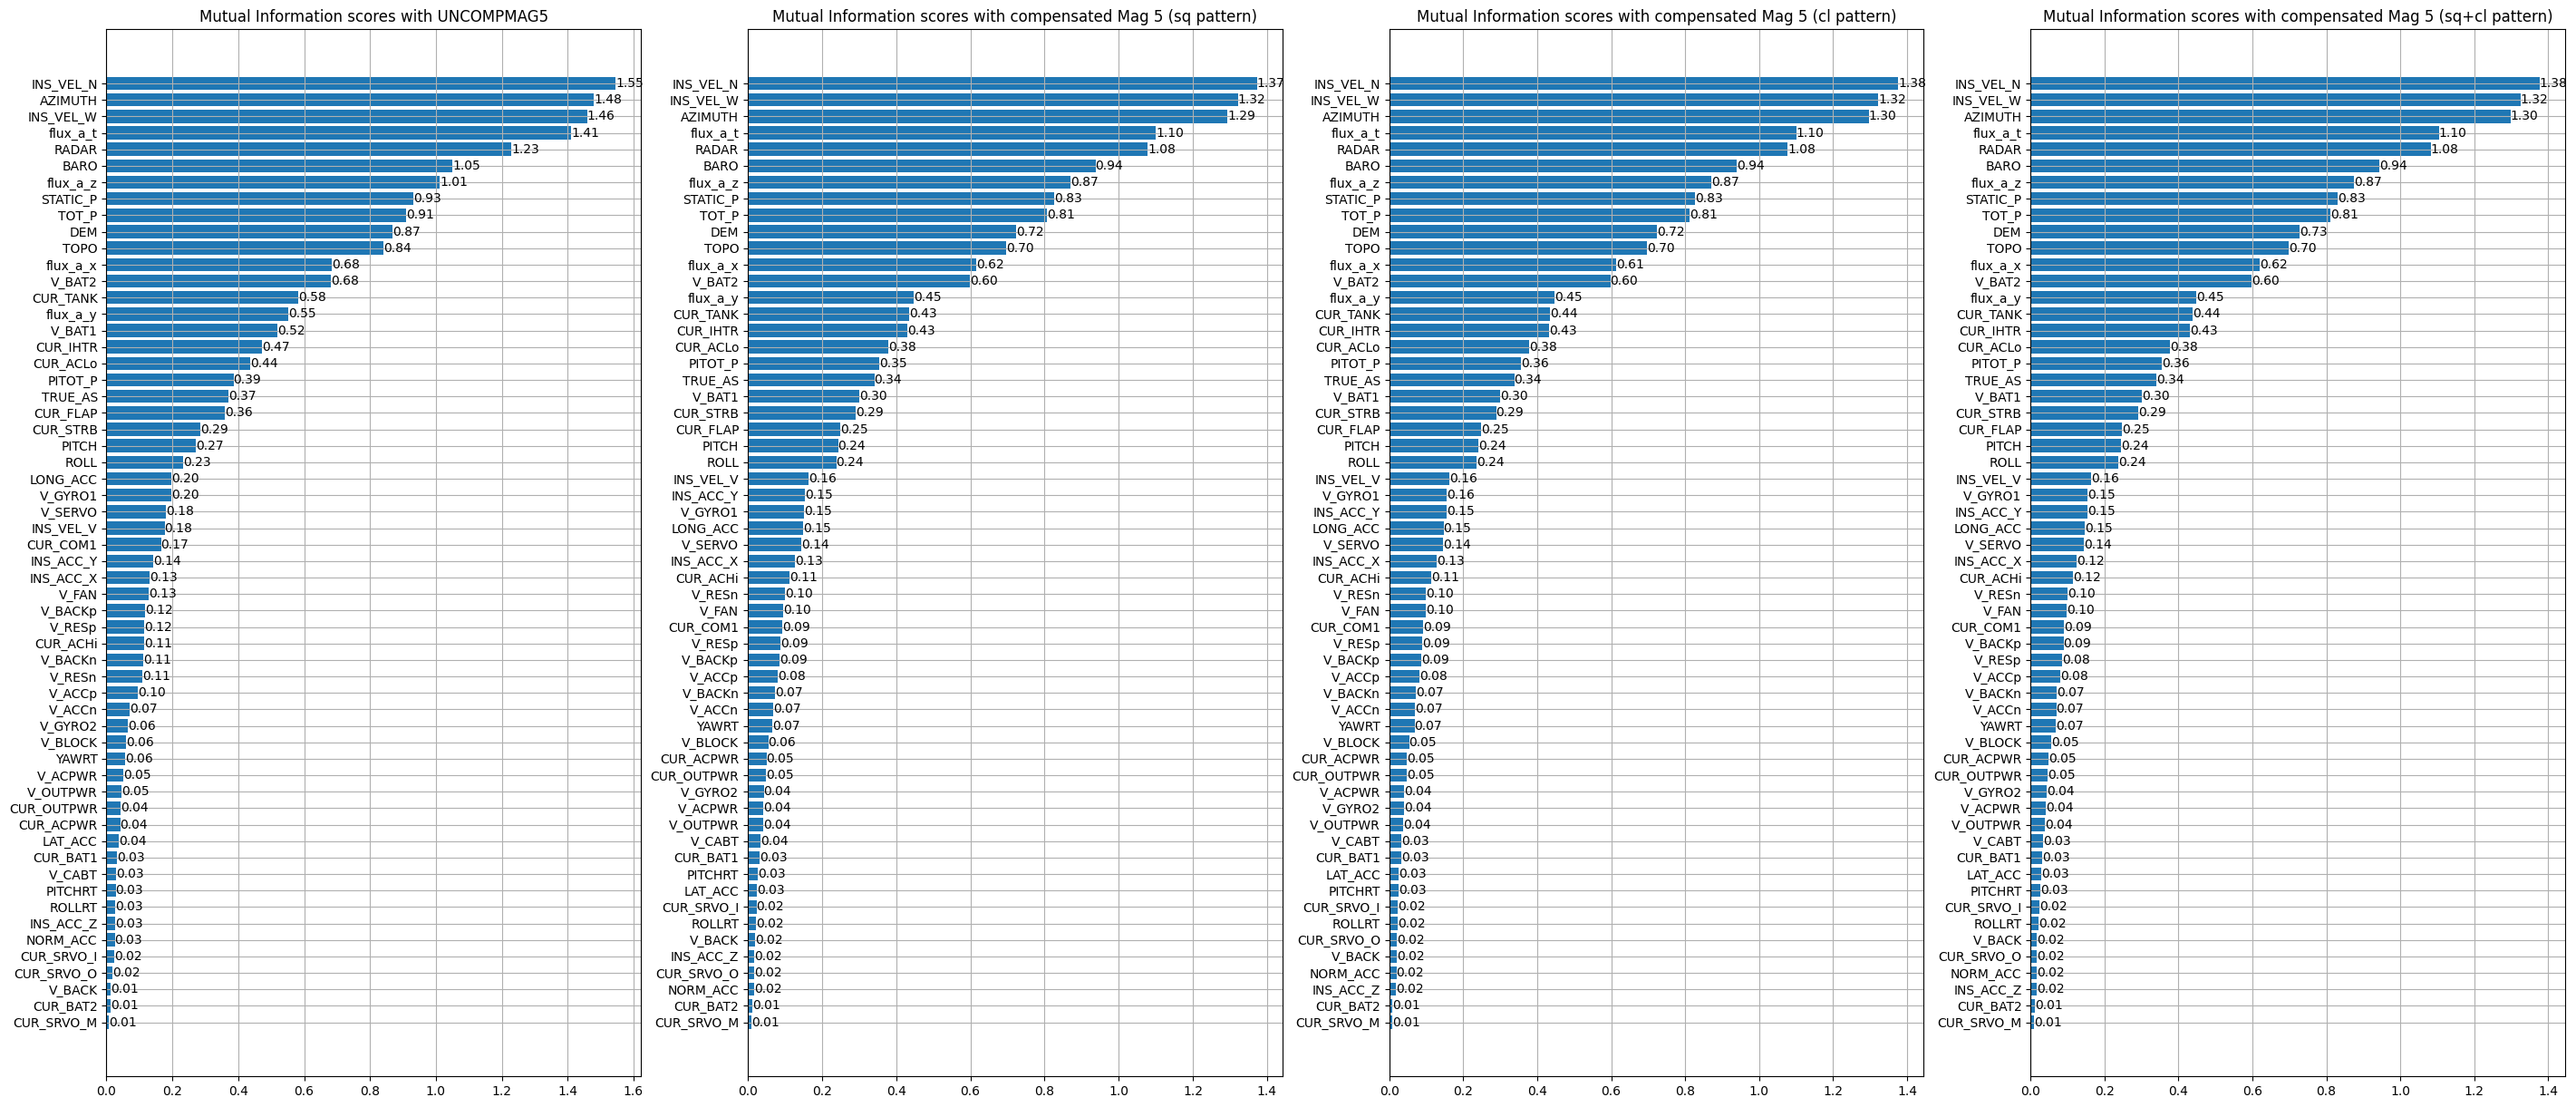 Mutual Information scores with UNCOMPMAG5
INS_VEL_N 1.55
AZIMUTH 1.48
INS_VEL_W 1.46
flux_a_t 1.41
RADAR 1.23
BARO 1.05
flux_a_z 1.01
STATIC_P 0.93
TOT_P 0.91
DEM 0.87
TOPO 0.84
flux_a_x 0.68
V_BAT2 0.68
CUR_TANK 0.58
flux_a_y 0.55
V_BAT1 0.52
CUR_IHTR 0.47
CUR_ACLo 0.44
PITOT_P 0.39
TRUE_AS 0.37
CUR_FLAP 0.36
CUR_STRB 0.29
PITCH 0.27
ROLL 0.23
LONG_ACC 0.20
V_GYRO1 0.20
V_SERVO 0.18
INS_VEL_V 0.18
CUR_COM1 0.17
INS_ACC_Y 0.14
INS_ACC_X 0.13
V_FAN 0.13
V_BACKp 0.12
V_RESp 0.12
CUR_ACHi 0.11
V_BACKn 0.11
V_RESn 0.11
V_ACCp 0.10
V_ACCn 0.07
V_GYRO2 0.06
V_BLOCK 0.06
YAWRT 0.06
V_ACPWR 0.05
V_OUTPWR 0.05
CUR_OUTPWR 0.04
CUR_ACPWR 0.04
LAT_ACC 0.04
CUR_BAT1 0.03
V_CABT 0.03
PITCHRT 0.03
ROLLRT 0.03
INS_ACC_Z 0.03
NORM_ACC 0.03
CUR_SRVO_I 0.02
CUR_SRVO_O 0.02
V_BACK 0.01
CUR_BAT2 0.01
CUR_SRVO_M 0.01
0.0 0.2 0.4 0.6 0.8 1.0 1.2 1.4 1.6
Mutual Information scores with compensated Mag 5 (sq pattern)
INS_VEL_N 1.37
INS_VEL_W 1.32
AZIMUTH 1.29
flux_a_t 1.10
RADAR 1.08
BARO 0.94
flux_a_z 0.87
STATIC_P 0.83
TOT_P 0.81
DEM 0.72
TOPO 0.70
flux_a_x 0.62
V_BAT2 0.60
flux_a_y 0.45
CUR_TANK 0.43
CUR_IHTR 0.43
CUR_ACLo 0.38
PITOT_P 0.35
TRUE_AS 0.34
V_BAT1 0.30
CUR_STRB 0.29
CUR_FLAP 0.25
PITCH 0.24
ROLL 0.24
INS_VEL_V 0.16
INS_ACC_Y 0.15
V_GYRO1 0.15
LONG_ACC 0.15
V_SERVO 0.14
INS_ACC_X 0.13
CUR_ACHi 0.11
V_RESn 0.10
V_FAN 0.10
CUR_COM1 0.09
V_RESp 0.09
V_BACKp 0.09
V_ACCp 0.08
V_BACKn 0.07
V_ACCn 0.07
YAWRT 0.07
V_BLOCK 0.06
CUR_ACPWR 0.05
CUR_OUTPWR 0.05
V_GYRO2 0.04
V_ACPWR 0.04
V_OUTPWR 0.04
V_CABT 0.04
CUR_BAT1 0.03
PITCHRT 0.03
LAT_ACC 0.03
CUR_SRVO_I 0.02
ROLLRT 0.02
V_BACK 0.02
INS_ACC_Z 0.02
CUR_SRVO_O 0.02
NORM_ACC 0.02
CUR_BAT2 0.01
CUR_SRVO_M 0.01
0.0 0.2 0.4 0.6 0.8 1.0 1.2 1.4
Mutual Information scores with compensated Mag 5 (cl pattern)
INS_VEL_N 1.38
INS_VEL_W 1.32
AZIMUTH 1.30
flux_a_t 1.10
RADAR 1.08
BARO 0.94
flux_a_z 0.87
STATIC_P 0.83
TOT_P 0.81
DEM 0.72
TOPO 0.70
flux_a_x 0.61
V_BAT2 0.60
flux_a_y 0.45
CUR_TANK 0.44
CUR_IHTR 0.43
CUR_ACLo 0.38
PITOT_P 0.36
TRUE_AS 0.34
V_BAT1 0.30
CUR_STRB 0.29
CUR_FLAP 0.25
PITCH 0.24
ROLL 0.24
INS_VEL_V 0.16
V_GYRO1 0.16
INS_ACC_Y 0.15
LONG_ACC 0.15
V_SERVO 0.14
INS_ACC_X 0.13
CUR_ACHi 0.11
V_RESn 0.10
V_FAN 0.10
CUR_COM1 0.09
V_RESp 0.09
V_BACKp 0.09
V_ACCp 0.08
V_BACKn 0.07
V_ACCn 0.07
YAWRT 0.07
V_BLOCK 0.05
CUR_ACPWR 0.05
CUR_OUTPWR 0.05
V_ACPWR 0.04
V_GYRO2 0.04
V_OUTPWR 0.04
V_CABT 0.03
CUR_BAT1 0.03
LAT_ACC 0.03
PITCHRT 0.03
CUR_SRVO_I 0.02
ROLLRT 0.02
CUR_SRVO_O 0.02
V_BACK 0.02
NORM_ACC 0.02
INS_ACC_Z 0.02
CUR_BAT2 0.01
CUR_SRVO_M 0.01
0.0 0.2 0.4 0.6 0.8 1.0 1.2 1.4
Mutual Information scores with compensated Mag 5 (sq+cl pattern)
INS_VEL_N 1.38
INS_VEL_W 1.32
AZIMUTH 1.30
flux_a_t 1.10
RADAR 1.08
BARO 0.94
flux_a_z 0.87
STATIC_P 0.83
TOT_P 0.81
DEM 0.73
TOPO 0.70
flux_a_x 0.62
V_BAT2 0.60
flux_a_y 0.45
CUR_TANK 0.44
CUR_IHTR 0.43
CUR_ACLo 0.38
PITOT_P 0.36
TRUE_AS 0.34
V_BAT1 0.30
CUR_STRB 0.29
CUR_FLAP 0.25
PITCH 0.24
ROLL 0.24
INS_VEL_V 0.16
V_GYRO1 0.15
INS_ACC_Y 0.15
LONG_ACC 0.15
V_SERVO 0.14
INS_ACC_X 0.12
CUR_ACHi 0.12
V_RESn 0.10
V_FAN 0.10
CUR_COM1 0.09
V_BACKp 0.09
V_RESp 0.08
V_ACCp 0.08
V_BACKn 0.07
V_ACCn 0.07
YAWRT 0.07
V_BLOCK 0.05
CUR_ACPWR 0.05
CUR_OUTPWR 0.05
V_GYRO2 0.04
V_ACPWR 0.04
V_OUTPWR 0.04
V_CABT 0.03
CUR_BAT1 0.03
LAT_ACC 0.03
PITCHRT 0.03
CUR_SRVO_I 0.02
ROLLRT 0.02
V_BACK 0.02
CUR_SRVO_O 0.02
NORM_ACC 0.02
INS_ACC_Z 0.02
CUR_BAT2 0.01
CUR_SRVO_M 0.01
0.0 0.2 0.4 0.6 0.8 1.0 1.2 1.4